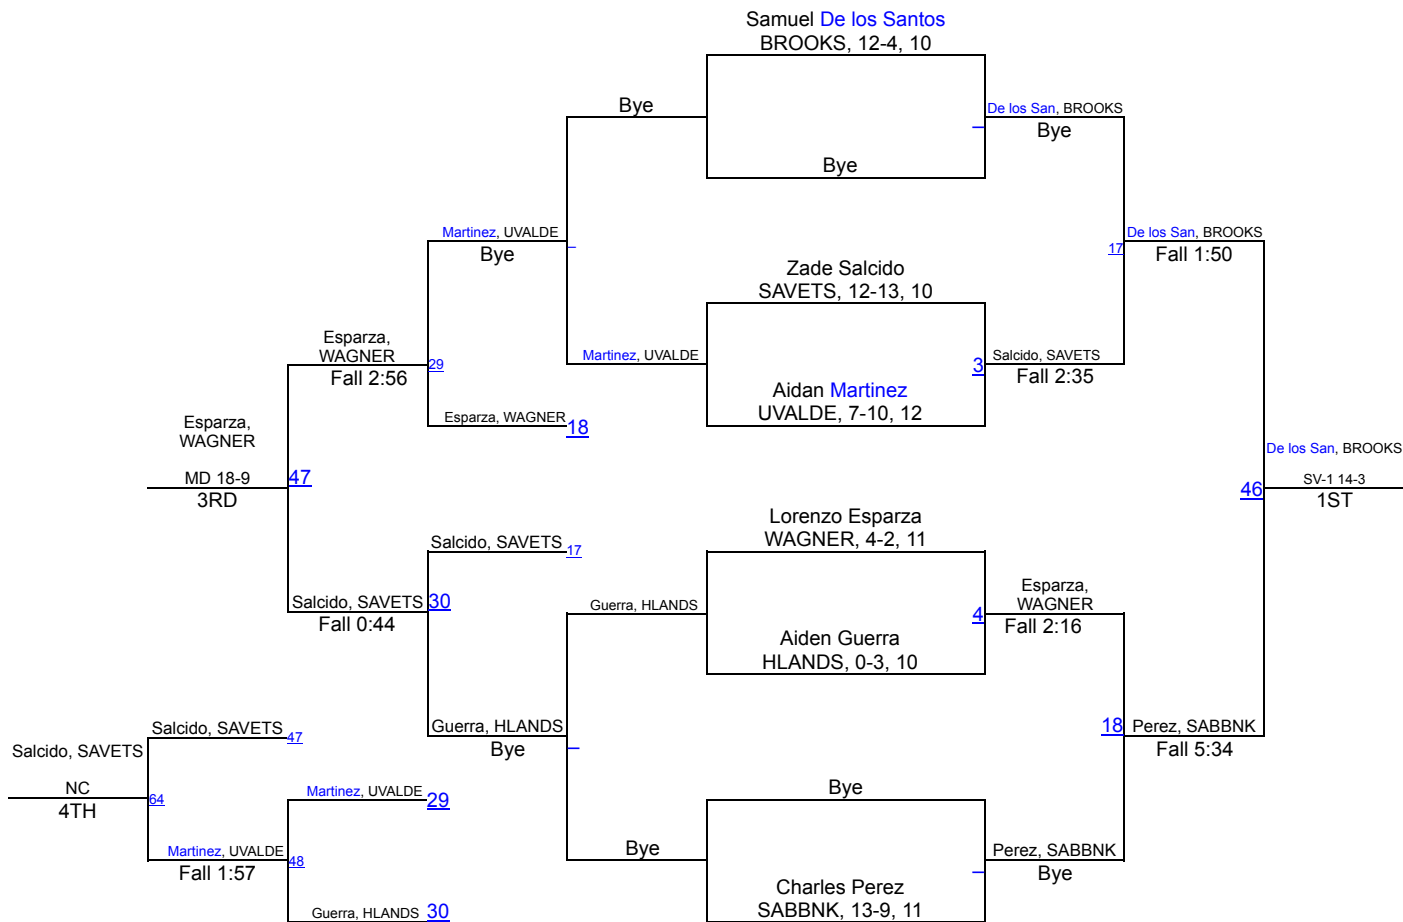 Samuel De los Santos
BROOKS, 12-4, 10
Bye
De los San, BROOKS
Bye
Bye
Martinez, UVALDE
Bye
De los San, BROOKS
17
Fall 1:50
Zade Salcido
SAVETS, 12-13, 10
Esparza,
WAGNER
29
Fall 2:56
Martinez, UVALDE
3
Salcido, SAVETS
Fall 2:35
Aidan Martinez
UVALDE, 7-10, 12
Esparza, WAGNER
18
Esparza,
WAGNER
MD 18-9
47
3RD
De los San, BROOKS
SV-1 14-3
46
1ST
Lorenzo Esparza
WAGNER, 4-2, 11
Salcido, SAVETS
17
Salcido, SAVETS
30
Fall 0:44
Guerra, HLANDS
4
Esparza,
WAGNER
Fall 2:16
Aiden Guerra
HLANDS, 0-3, 10
Guerra, HLANDS
Bye
18
Perez, SABBNK
Fall 5:34
Salcido, SAVETS
47
Salcido, SAVETS
NC
64
4TH
Martinez, UVALDE
29
Bye
Martinez, UVALDE
48
Fall 1:57
Bye
Perez, SABBNK
Bye
Charles Perez
SABBNK, 13-9, 11
Guerra, HLANDS
30